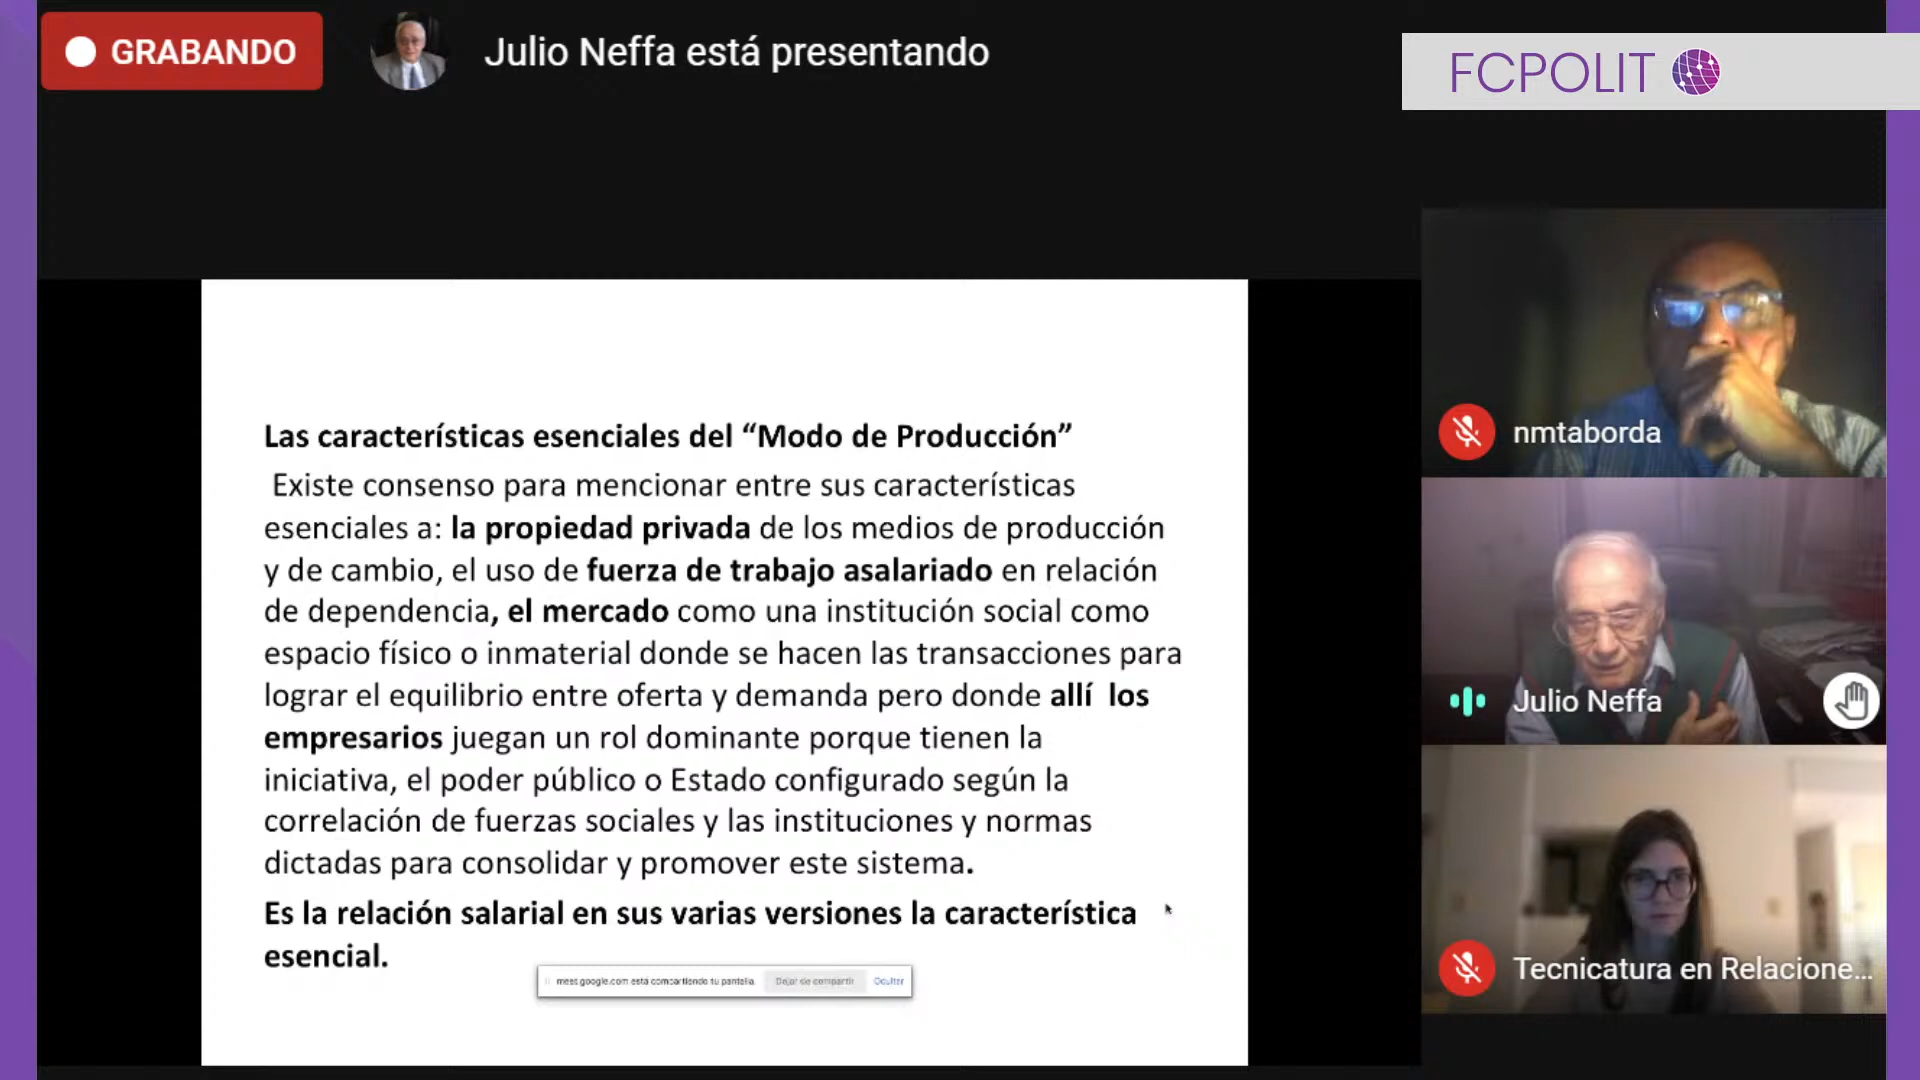 GRABANDO
Julio Neffa está presentando
FCPOLIT
Las características esenciales del “Modo de Producción”
Existe consenso para mencionar entre sus características
esenciales a: la propiedad privada de los medios de producción
y de cambio, el uso de fuerza de trabajo asalariado en relación
de dependencia, el mercado como una institución social como
espacio físico o inmaterial donde se hacen las transacciones para
lograr el equilibrio entre oferta y demanda pero donde allí los
empresarios juegan un rol dominante porque tienen la
iniciativa, el poder público o Estado configurado según la
correlación de fuerzas sociales y las instituciones y normas
dictadas para consolidar y promover este sistema.
Es la relación salarial en sus varias versiones la característica
esencial.
meet.google.com está compartiendo tu pantalla. Dejar de compartir Ocultar
nmtaborda
Julio Neffa
Tecnicatura en Relacione...